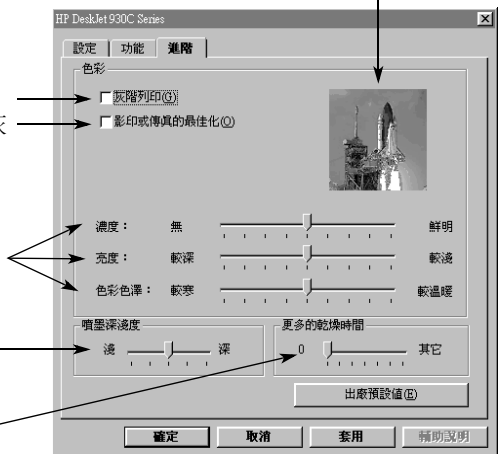 HP DeskJet 930C Series
設定 功能 進階
色彩
灰階列印(G)
影印或傳真的最佳化(O)
濃度： 無 鮮明
亮度： 較深 較淺
色彩色澤： 較寒 較溫暖
噴墨深淺度 更多的乾燥時間
淺 深 0 其它
出廠預設值(E)
確定 取消 套用 輔助說明